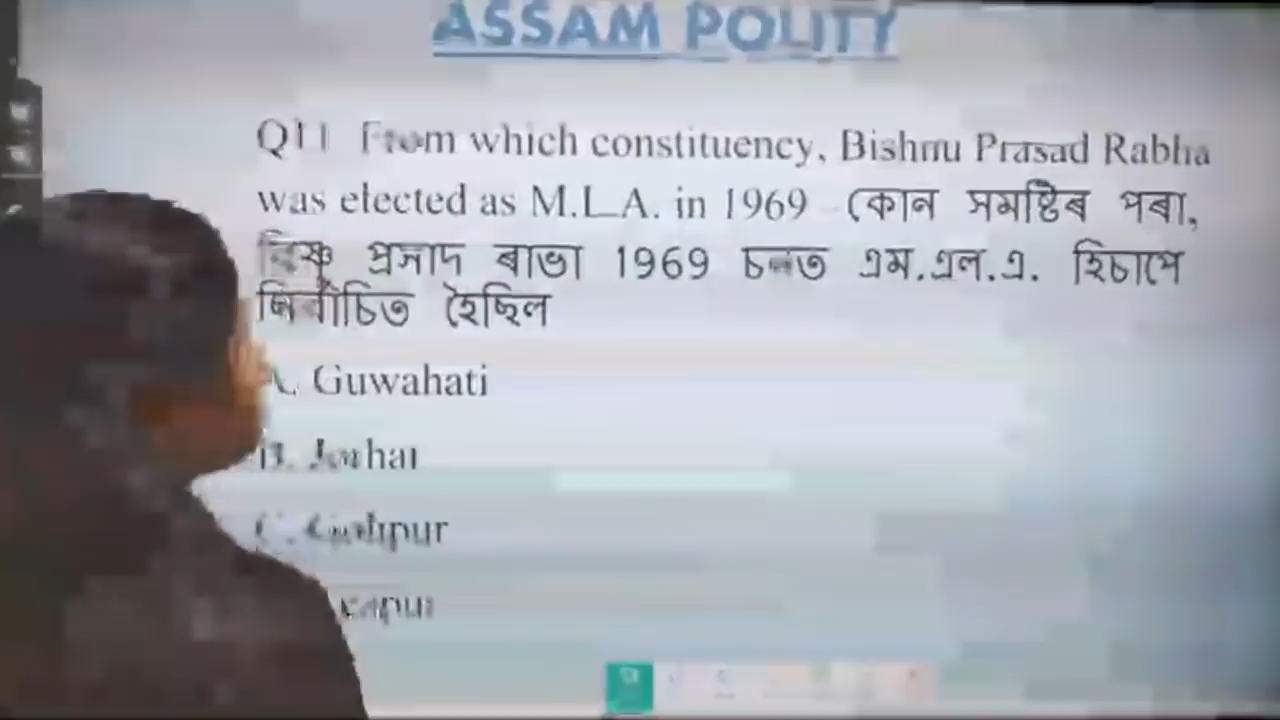 ASSAM POLITY
Q11 From which constituency, Bishnu Prasad Rabha
was elected as M.L.A. in 1969 - কোন সমষ্টিৰ পৰা,
বিষ্ণু প্ৰসাদ ৰাভা 1969 চনত এম.এল.এ. হিচাপে
নিৰ্বাচিত হৈছিল
A. Guwahati
B. Jorhat
C. Gohpur